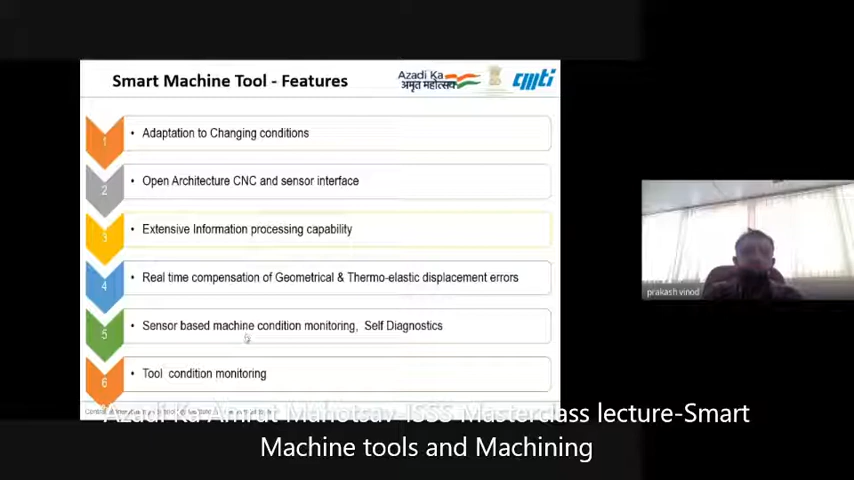 Smart Machine Tool - Features
Azadi Ka
अमृत महोत्सव
cmti
1
• Adaptation to Changing conditions
2
• Open Architecture CNC and sensor interface
3
• Extensive Information processing capability
4
• Real time compensation of Geometrical & Thermo-elastic displacement errors
5
• Sensor based machine condition monitoring, Self Diagnostics
6
• Tool condition monitoring
prakash vinod
Azadi Ka Amrut Mahotsav-ISSS Masterclass lecture-Smart
Machine tools and Machining